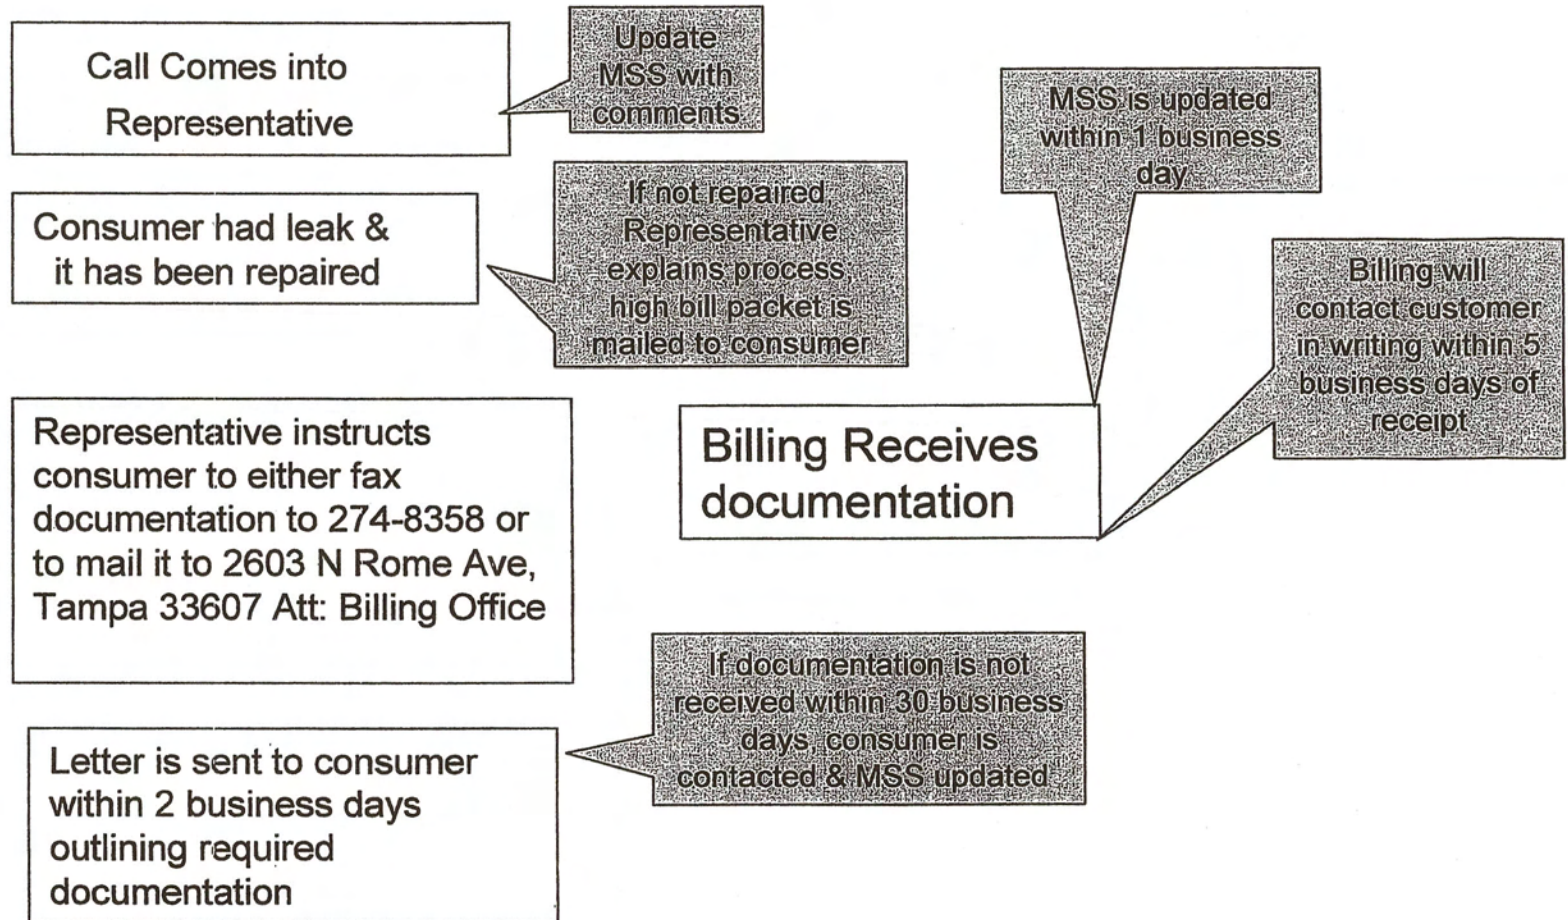 Call Comes into
Representative
Update
MSS with
comments
Consumer had leak &
it has been repaired
If not repaired,
Representative
explains process,
high bill packet is
mailed to consumer
Representative instructs
consumer to either fax
documentation to 274-8358 or
to mail it to 2603 N Rome Ave,
Tampa 33607 Att: Billing Office
Letter is sent to consumer
within 2 business days
outlining required
documentation
If documentation is not
received within 30 business
days, consumer is
contacted & MSS updated
Billing Receives
documentation
MSS is updated
within 1 business
day
Billing will
contact customer
in writing within 5
business days of
receipt